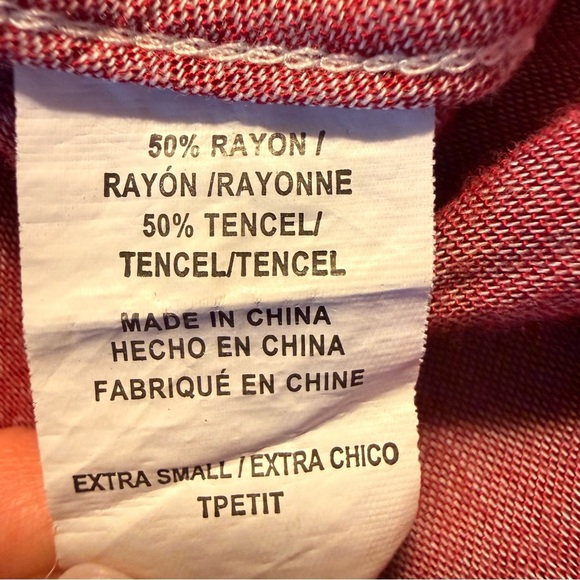 50% RAYON /
RAYÓN /RAYONNE
50% TENCEL/
TENCEL/TENCEL
MADE IN CHINA
HECHO EN CHINA
FABRIQUÉ EN CHINE
EXTRA SMALL / EXTRA CHICO
TPETIT